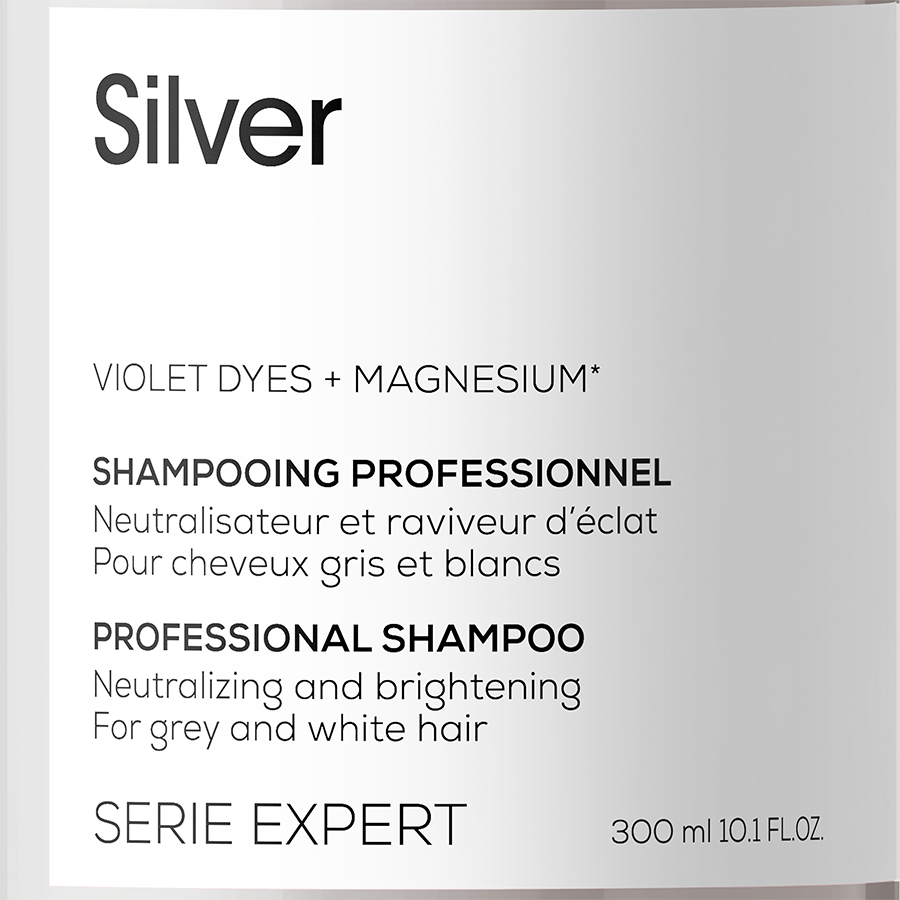 Silver
VIOLET DYES + MAGNESIUM*
SHAMPOOING PROFESSIONNEL
Neutralisateur et raviveur d'éclat
Pour cheveux gris et blancs
PROFESSIONAL SHAMPOO
Neutralizing and brightening
For grey and white hair
SERIE EXPERT
300 ml 10.1 FL.OZ.